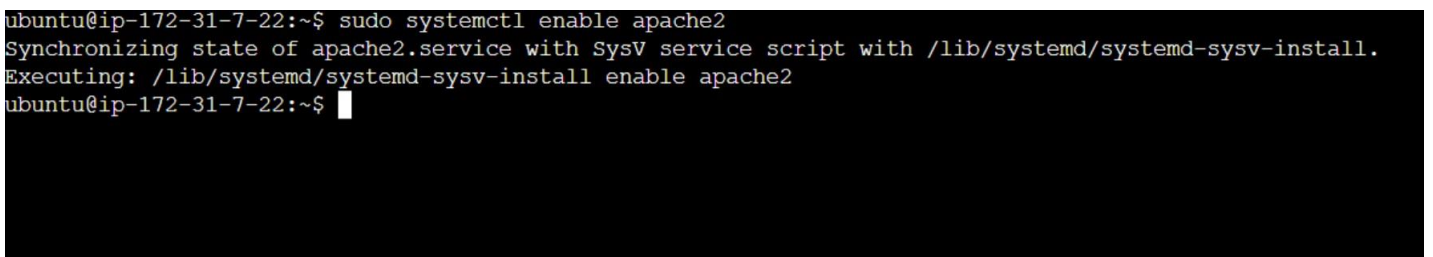 ubuntu@ip-172-31-7-22:~$ sudo systemctl enable apache2
Synchronizing state of apache2.service with SysV service script with /lib/systemd/systemd-sysv-install.
Executing: /lib/systemd/systemd-sysv-install enable apache2
ubuntu@ip-172-31-7-22:~$